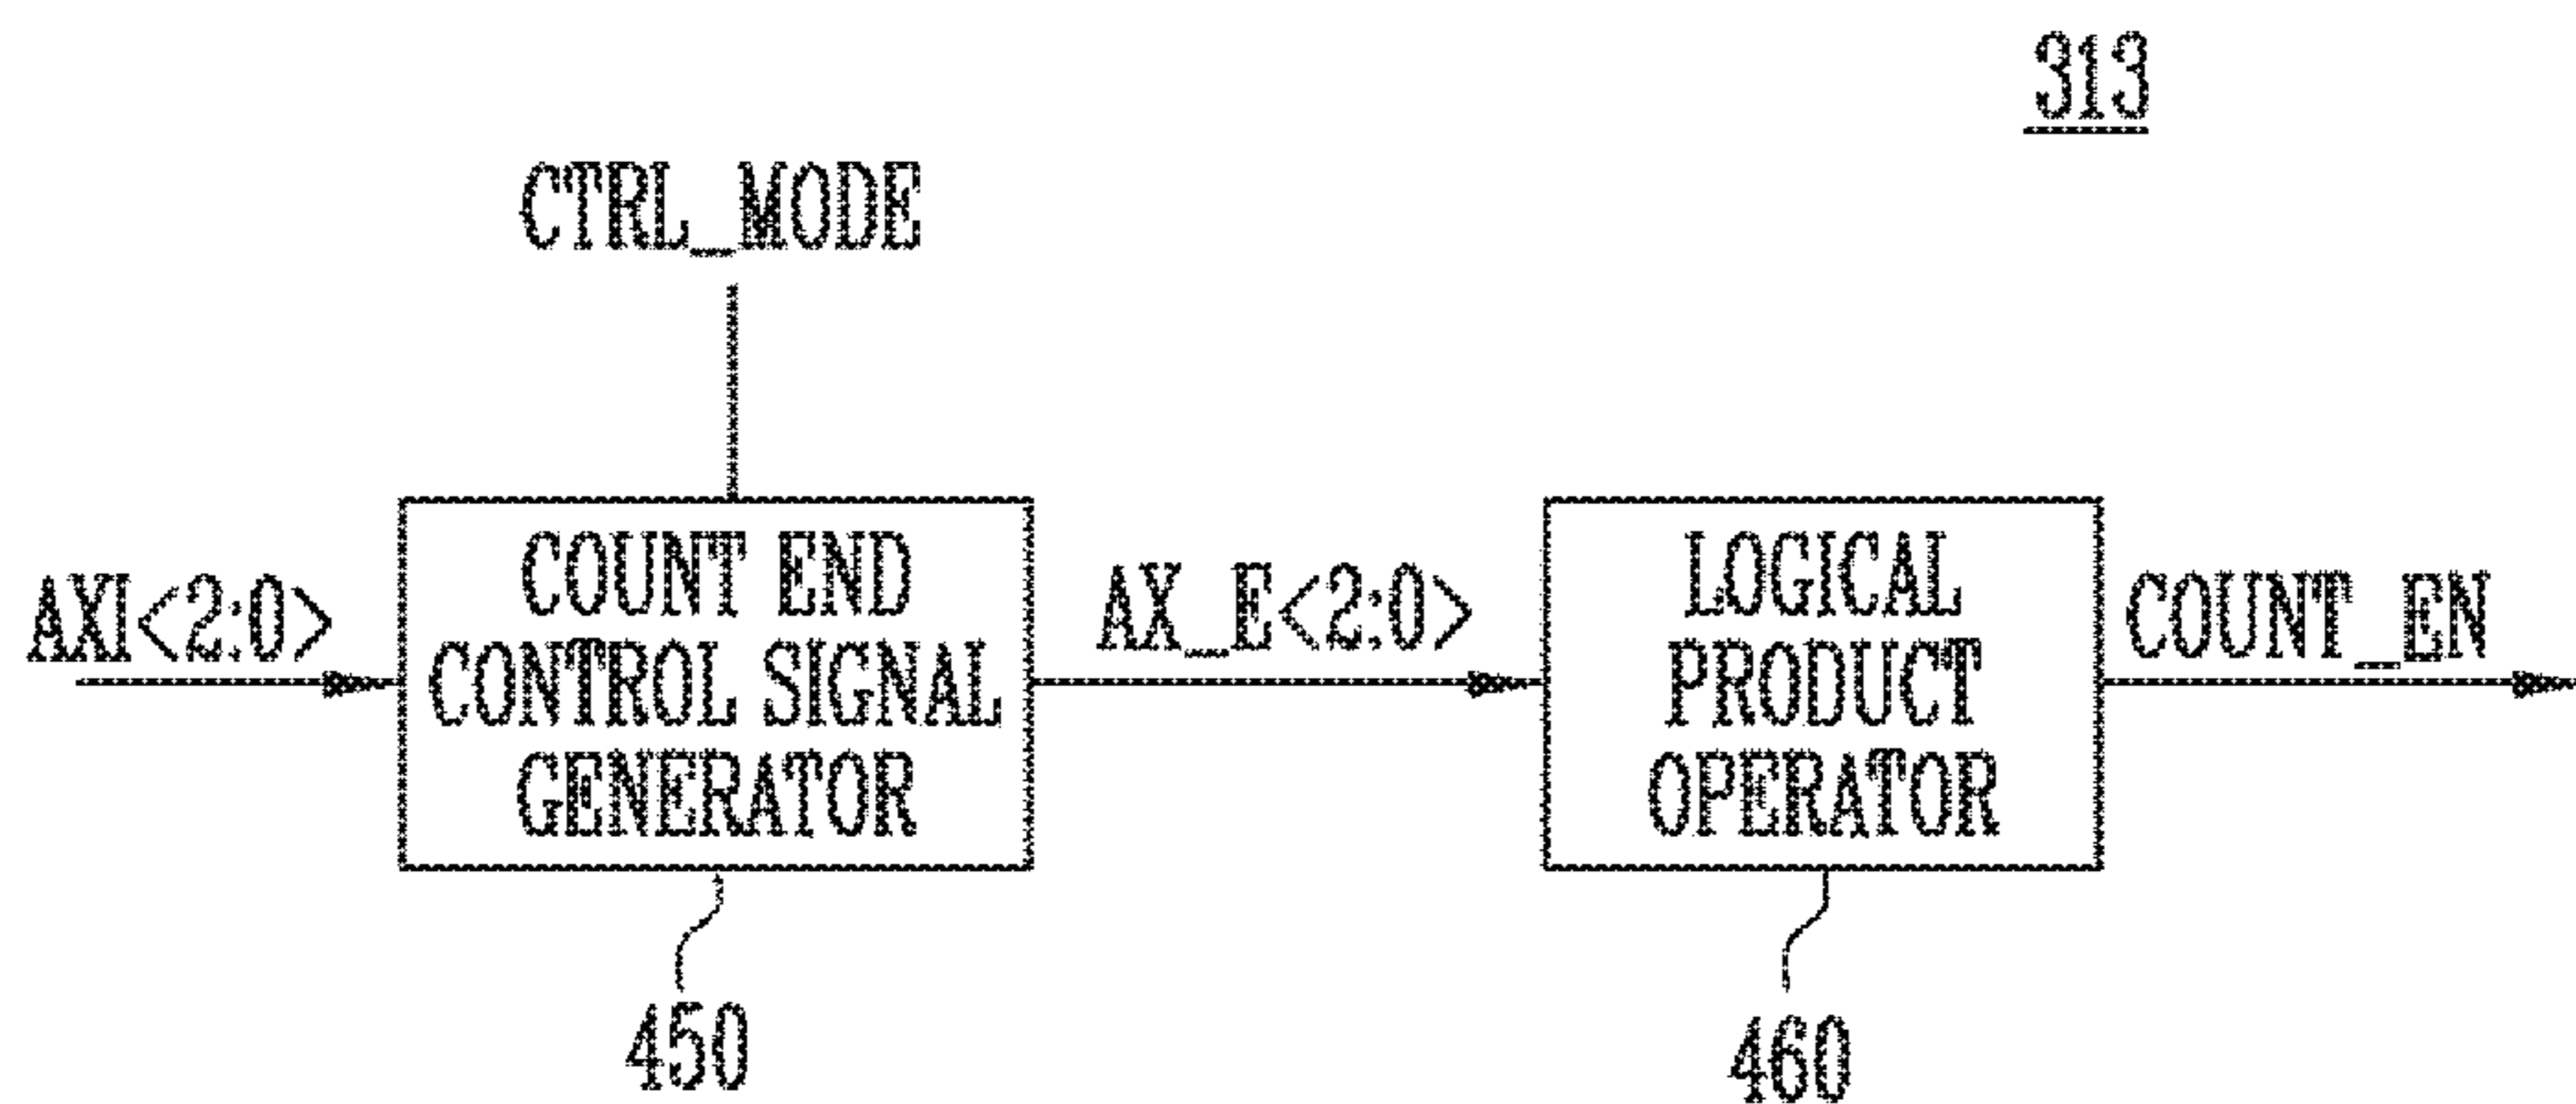 313
CTRL_MODE
AXI<2:0>
COUNT END
CONTROL SIGNAL
GENERATOR
AX_E<2:0>
LOGICAL
PRODUCT
OPERATOR
COUNT_EN
450
460